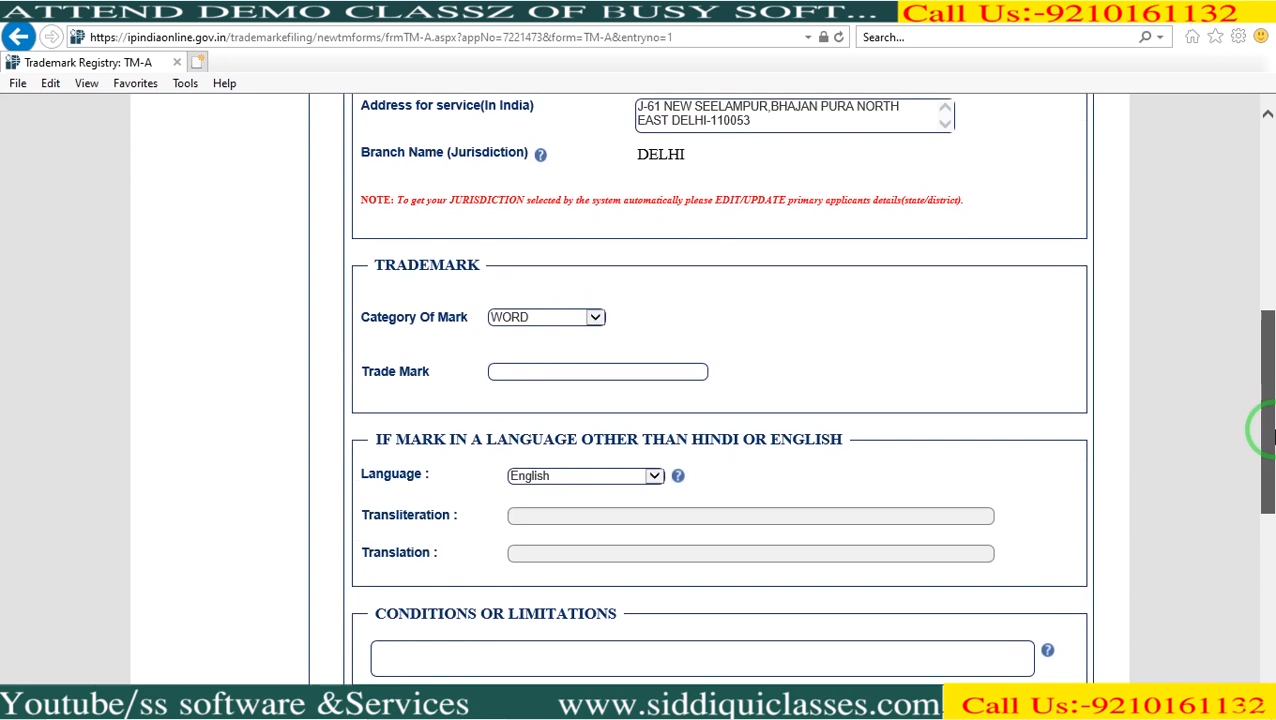 ATTEND DEMO CLASSZ OF BUSY SOFT...
Call Us:-9210161132
https://ipindiaonline.gov.in/trademarkefiling/newtmforms/frmTM-A.aspx?appNo=7221473&form=TM-A&entryno=1
Search...
Trademark Registry: TM-A
File Edit View Favorites Tools Help
Address for service(In India)
J-61 NEW SEELAMPUR,BHAJAN PURA NORTH
EAST DELHI-110053
Branch Name (Jurisdiction) ?
DELHI
NOTE: To get your JURISDICTION selected by the system automatically please EDIT/UPDATE primary applicants details(state/district).
TRADEMARK
Category Of Mark
WORD
Trade Mark
IF MARK IN A LANGUAGE OTHER THAN HINDI OR ENGLISH
Language :
English
?
Transliteration :
Translation :
CONDITIONS OR LIMITATIONS
?
Youtube/ss software &Services
www.siddiquiclasses.com
Call Us:-9210161132